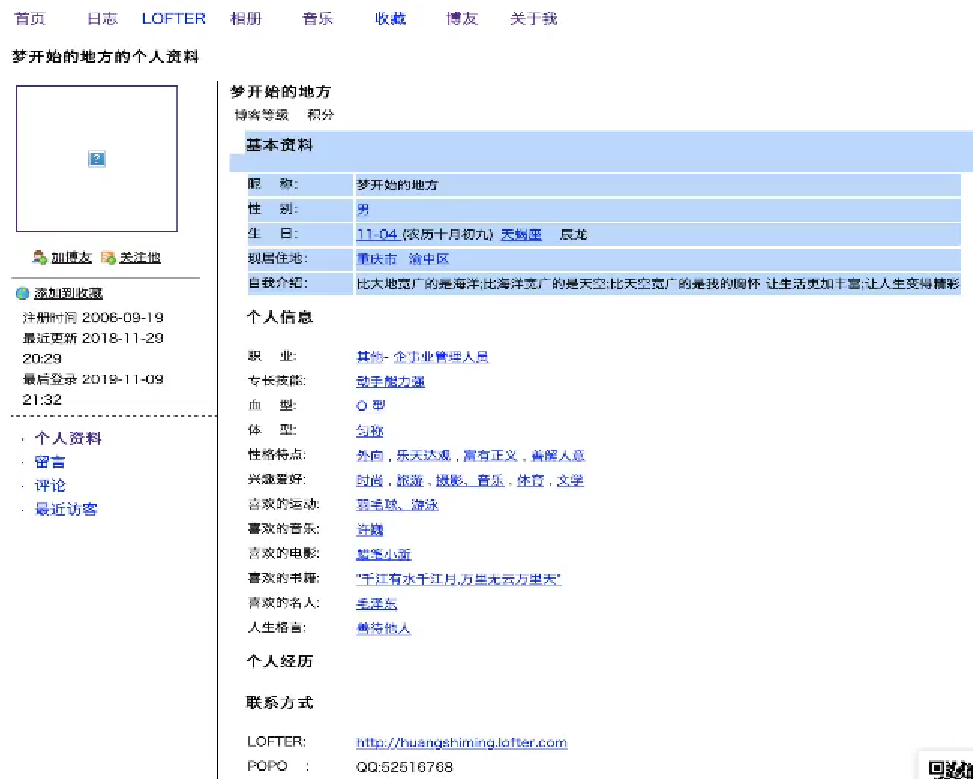 首页 日志 LOFTER 相册 音乐 收藏 博友 关于我
梦开始的地方的个人资料
加博友 关注他
添加到收藏
注册时间 2006-09-19
最近更新 2018-11-29
20:29
最后登录 2019-11-09
21:32
· 个人资料
· 留言
· 评论
· 最近访客
梦开始的地方
博客等级 积分
基本资料
昵 称: 梦开始的地方
性 别: 男
生 日: 11-04 (农历十月初九) 天蝎座 辰龙
现居住地: 重庆市 渝中区
自我介绍: 比大地宽广的是海洋;比海洋宽广的是天空;比天空宽广的是我的胸怀 让生活更加丰富;让人生变得精彩
个人信息
职 业: 其他- 企事业管理人员
专长技能: 动手能力强
血 型: O 型
体 型: 匀称
性格特点: 外向 , 乐天达观 , 富有正义 , 善解人意
兴趣爱好: 时尚 , 旅游 , 摄影、音乐 , 体育 , 文学
喜欢的运动: 羽毛球、游泳
喜欢的音乐: 许巍
喜欢的电影: 蜡笔小新
喜欢的书籍: "千江有水千江月,万里无云万里天"
喜欢的名人: 毛泽东
人生格言: 善待他人
个人经历
联系方式
LOFTER: http://huangshiming.lofter.com
POPO : QQ:52516768